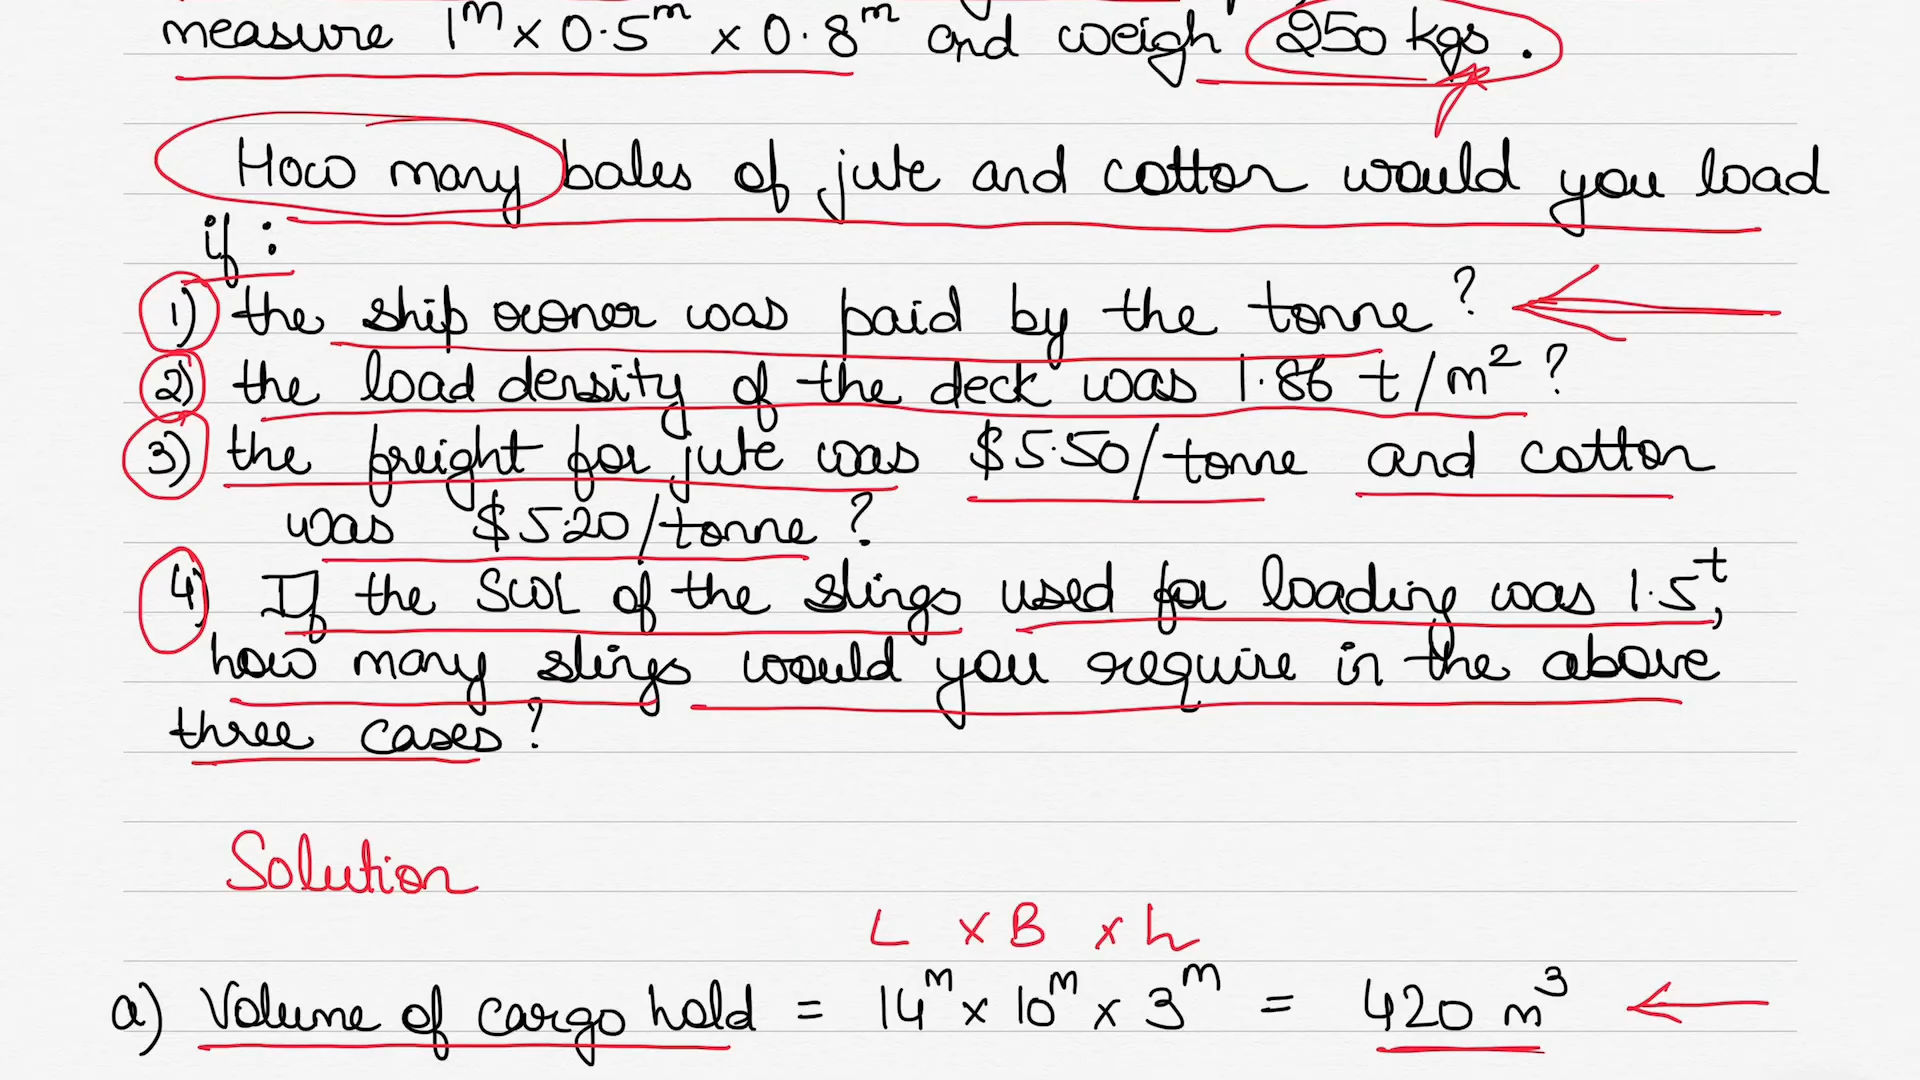 measure 1ᵐ x 0.5ᵐ x 0.8ᵐ and weigh 250 kgs.
How many bales of jute and cotton would you load
if :
1) the ship owner was paid by the tonne ?
2) the load density of the deck was 1.86 t/m² ?
3) the freight for jute was $5.50/tonne and cotton
was $5.20/tonne ?
4) If the SWL of the slings used for loading was 1.5ᵗ,
how many slings would you require in the above
three cases ?
Solution
L x B x h
a) Volume of cargo hold = 14ᵐ x 10ᵐ x 3ᵐ = 420 m³